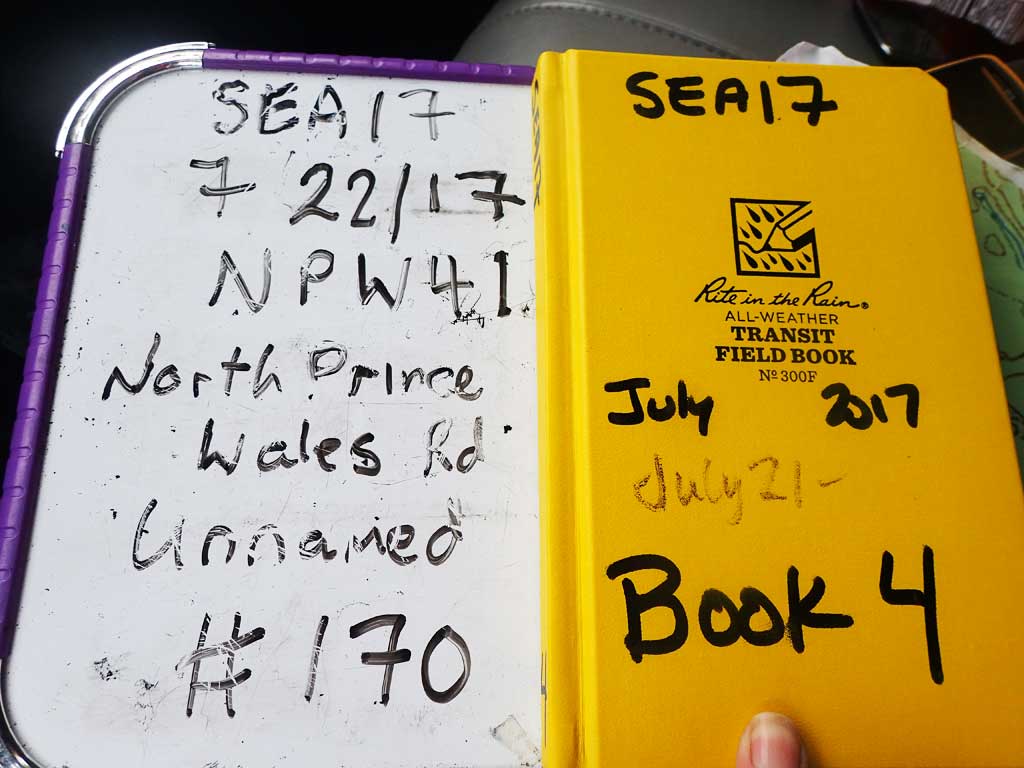 SEA17
7 22/17
NPW41
North Prince
Wales Rd
Unnamed
# 170
SEA17
Rite in the Rain®
ALL-WEATHER
TRANSIT
FIELD BOOK
Nº 300F
July 2017
July 21-
Book 4